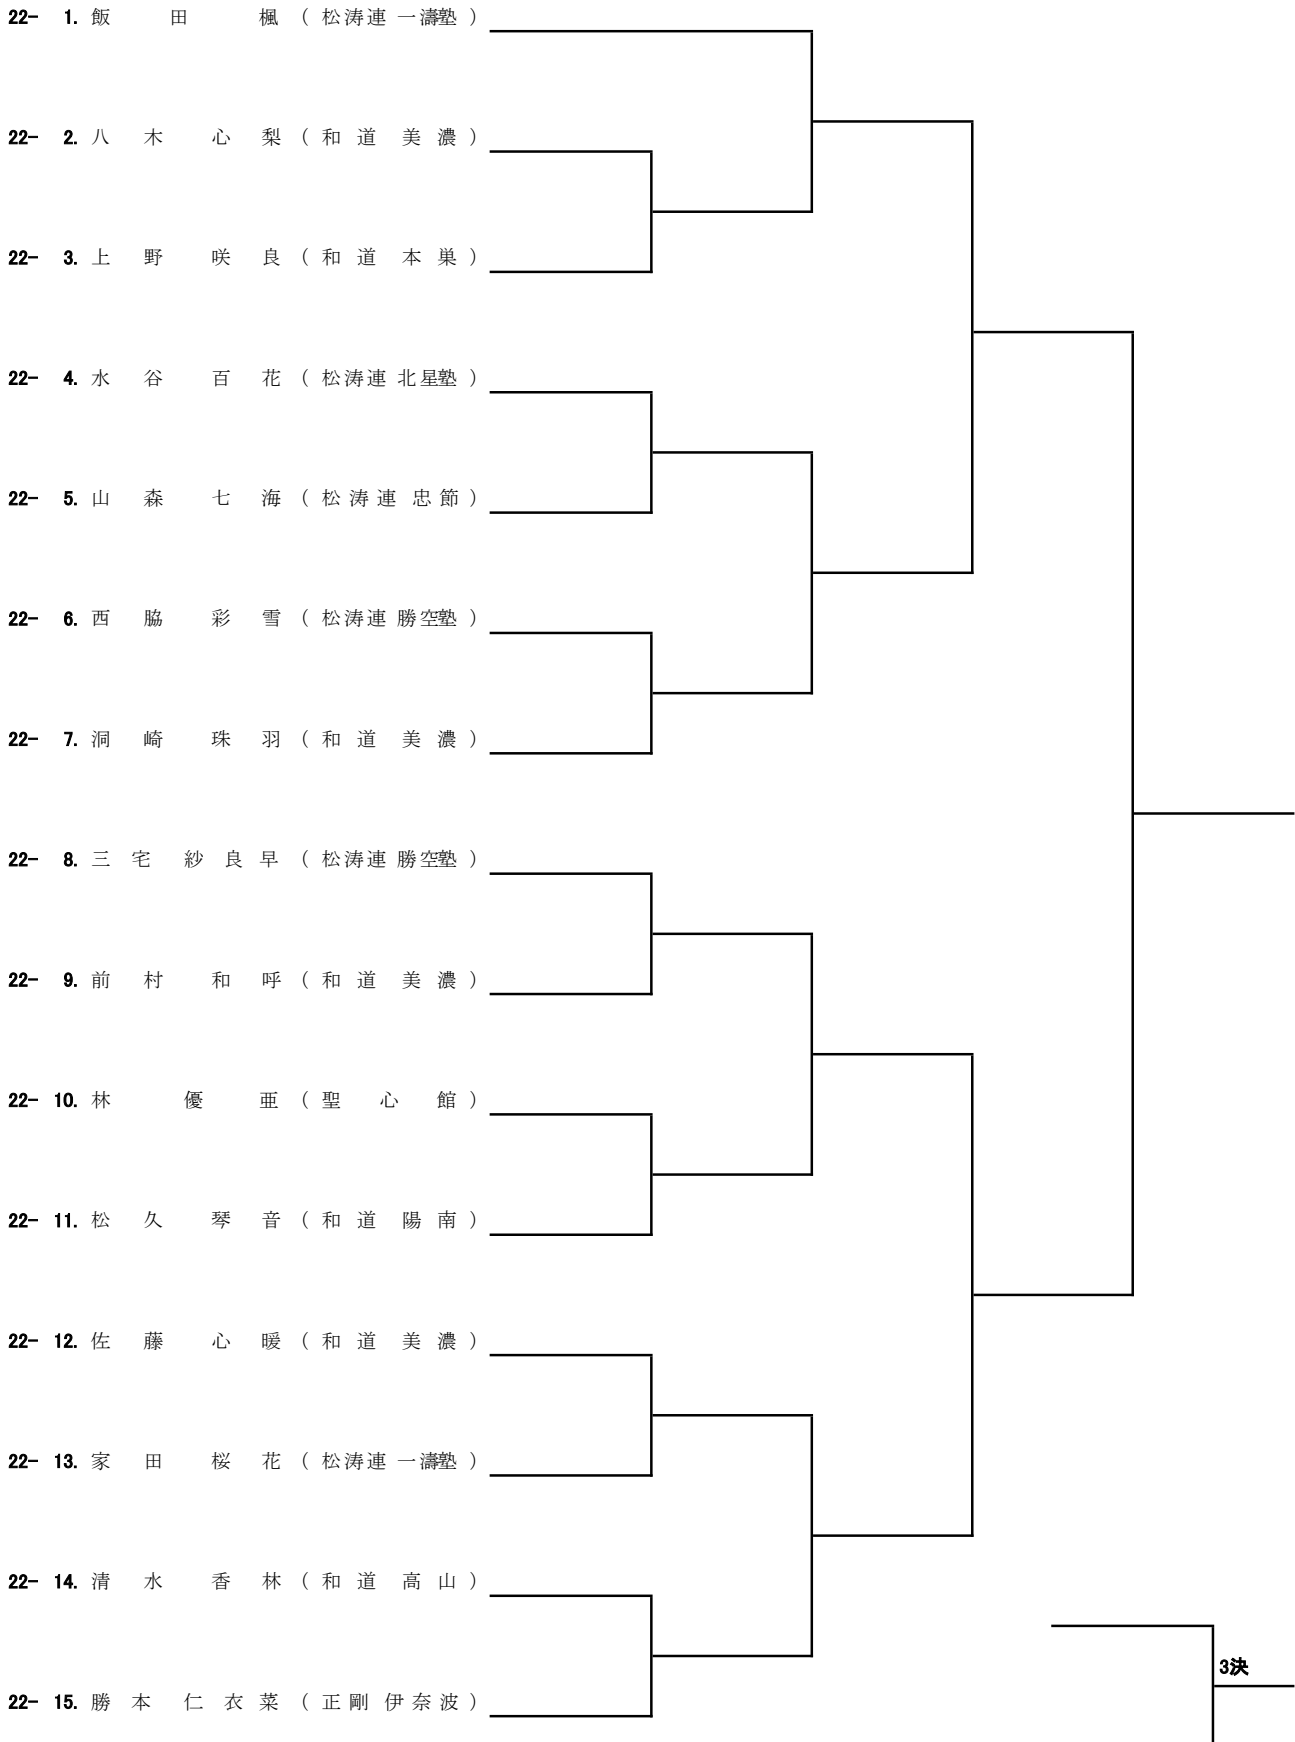 22- 1. 飯田 楓 (松涛連 一濤塾)
22- 2. 八木 心梨 (和道 美濃)
22- 3. 上野 咲良 (和道 本巣)
22- 4. 水谷 百花 (松涛連 北星塾)
22- 5. 山森 七海 (松涛連 忠節)
22- 6. 西脇 彩雪 (松涛連 勝空塾)
22- 7. 洞崎 珠羽 (和道 美濃)
22- 8. 三宅 紗良早 (松涛連 勝空塾)
22- 9. 前村 和呼 (和道 美濃)
22- 10. 林 優亜 (聖心館)
22- 11. 松久 琴音 (和道 陽南)
22- 12. 佐藤 心暖 (和道 美濃)
22- 13. 家田 桜花 (松涛連 一濤塾)
22- 14. 清水 香林 (和道 高山)
3決
22- 15. 勝本 仁衣菜 (正剛 伊奈波)